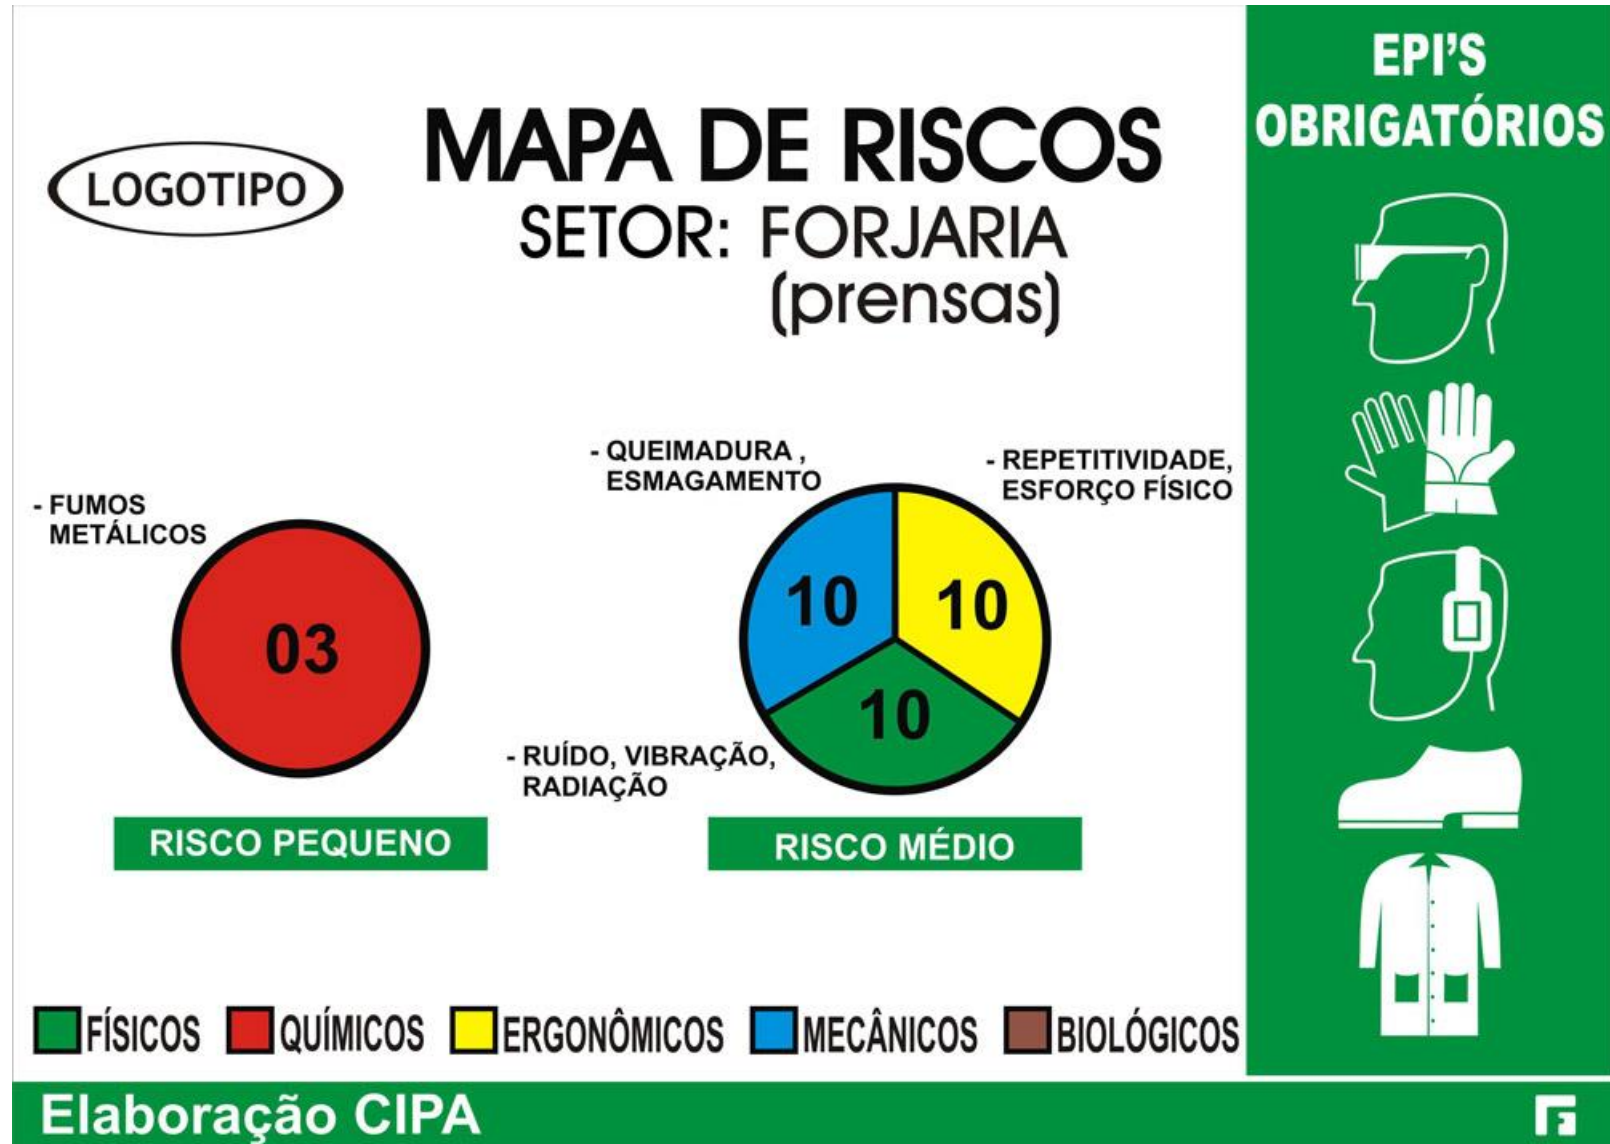 LOGOTIPO
MAPA DE RISCOS
SETOR: FORJARIA
(prensas)
- FUMOS
METÁLICOS
03
RISCO PEQUENO
- QUEIMADURA ,
ESMAGAMENTO
- REPETITIVIDADE,
ESFORÇO FÍSICO
10
10
10
- RUÍDO, VIBRAÇÃO,
RADIAÇÃO
RISCO MÉDIO
FÍSICOS QUÍMICOS ERGONÔMICOS MECÂNICOS BIOLÓGICOS
Elaboração CIPA
EPI'S
OBRIGATÓRIOS